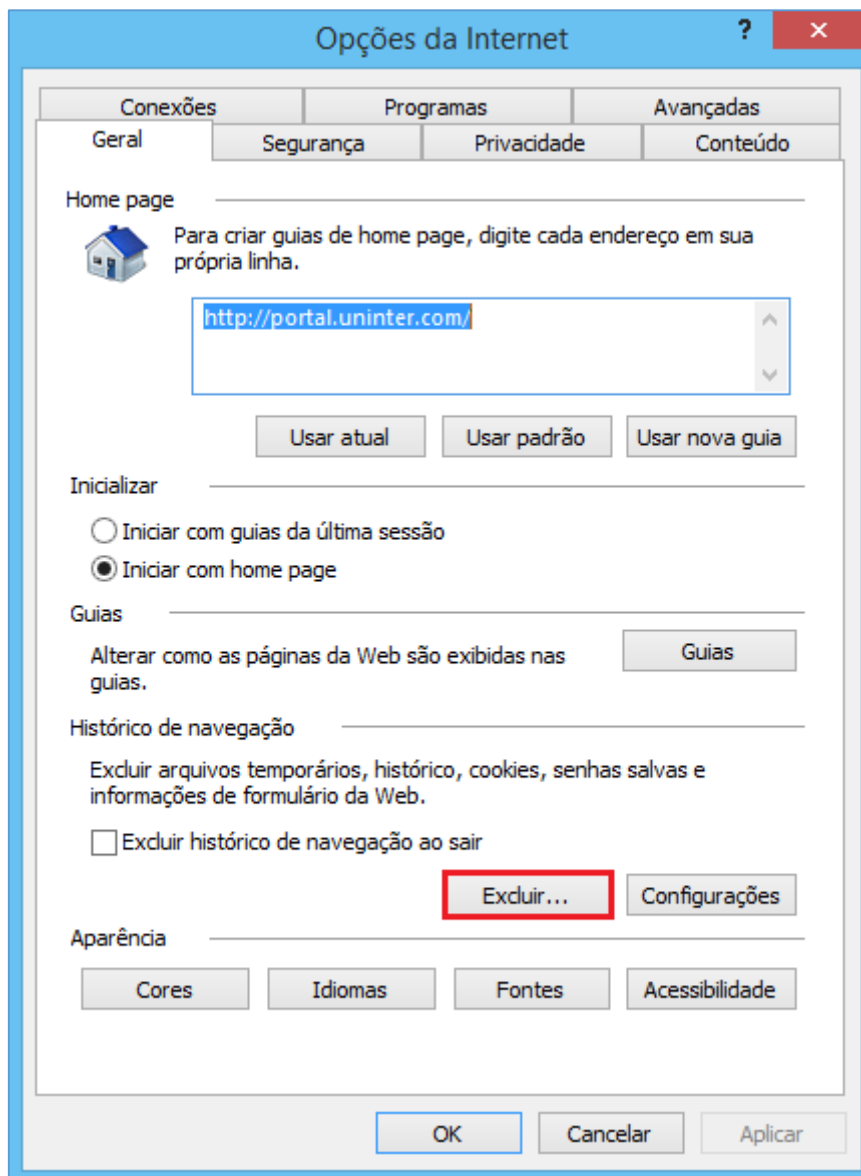 Opções da Internet
?
Conexões Programas Avançadas
Geral Segurança Privacidade Conteúdo
Home page
Para criar guias de home page, digite cada endereço em sua
própria linha.
http://portal.uninter.com/
Usar atual Usar padrão Usar nova guia
Inicializar
Iniciar com guias da última sessão
Iniciar com home page
Guias
Alterar como as páginas da Web são exibidas nas
guias.
Guias
Histórico de navegação
Excluir arquivos temporários, histórico, cookies, senhas salvas e
informações de formulário da Web.
Excluir histórico de navegação ao sair
Excluir... Configurações
Aparência
Cores Idiomas Fontes Acessibilidade
OK Cancelar Aplicar